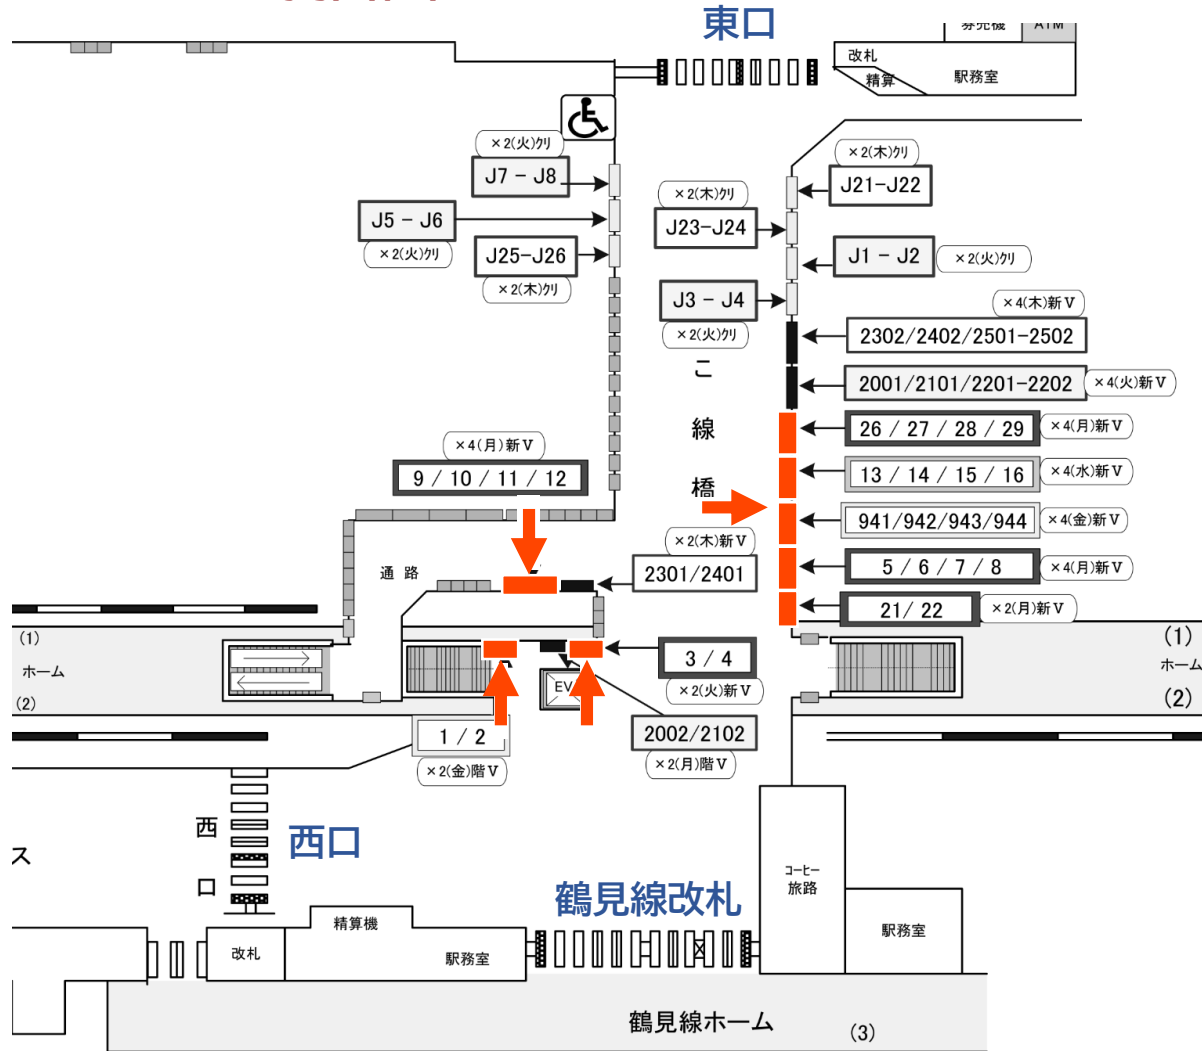 東口
券売機
ATM
改札
精算
駅務室
×2(火)ｸﾘ
J7 − J8
J5 − J6
×2(火)ｸﾘ
J25−J26
×2(木)ｸﾘ
×2(木)ｸﾘ
J21−J22
×2(木)ｸﾘ
J23−J24
J1 − J2
×2(火)ｸﾘ
J3 − J4
×2(火)ｸﾘ
×4(木)新Ⅴ
2302/2402/2501−2502
2001/2101/2201−2202
×4(火)新Ⅴ
こ
線
橋
26 / 27 / 28 / 29
×4(月)新Ⅴ
13 / 14 / 15 / 16
×4(水)新Ⅴ
941/942/943/944
×4(金)新Ⅴ
5 / 6 / 7 / 8
×4(月)新Ⅴ
21/ 22
×2(月)新Ⅴ
×4(月)新Ⅴ
9 / 10 / 11 / 12
×2(木)新Ⅴ
2301/2401
通 路
(1)
ホーム
(2)
(1)
ホーム
(2)
3 / 4
×2(火)新Ⅴ
EV
1 / 2
×2(金)階Ⅴ
2002/2102
×2(月)階Ⅴ
西
口
西口
ス
コーヒー
旅路
鶴見線改札
精算機
改札
駅務室
駅務室
鶴見線ホーム
(3)